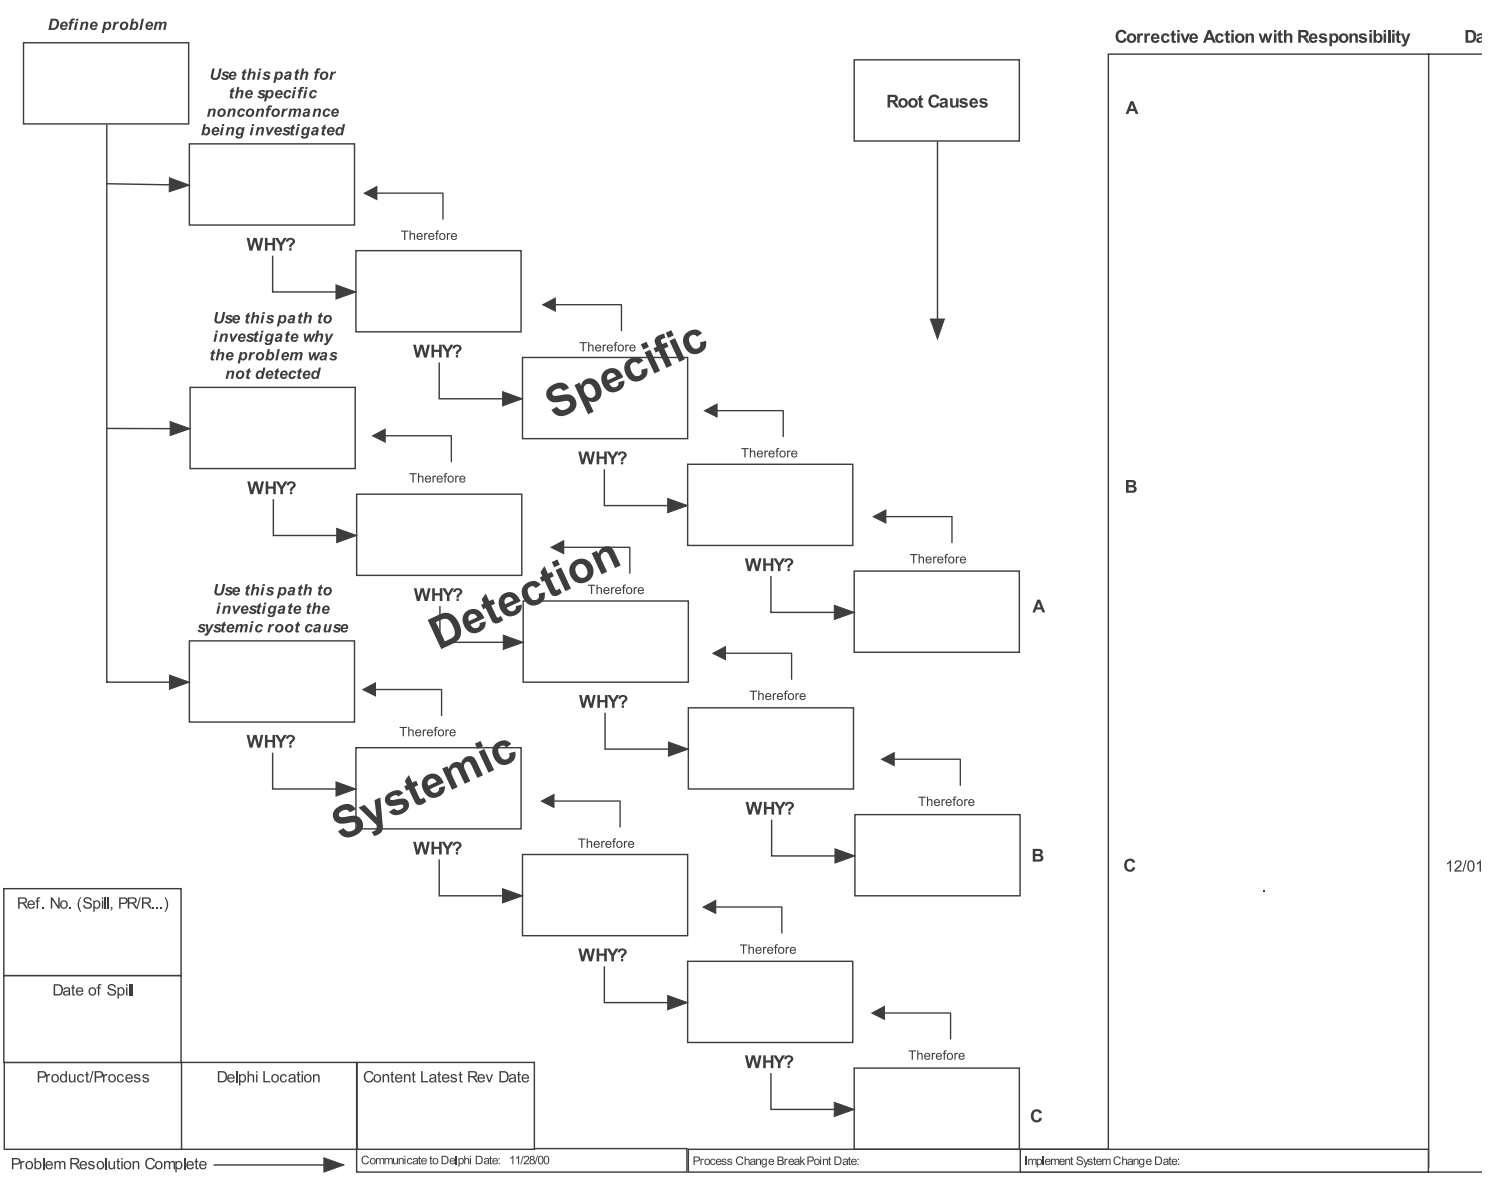 Define problem
Corrective Action with Responsibility
Da
Use this path for
the specific
nonconformance
being investigated
Root Causes
A
Therefore
WHY?
Use this path to
investigate why
the problem was
not detected
Therefore
WHY?
Specific
Therefore
WHY?
Therefore
WHY?
B
Therefore
WHY?
Detection
Therefore
WHY?
Use this path to
investigate the
systemic root cause
A
Therefore
WHY?
Therefore
WHY?
Systemic
Therefore
WHY?
Therefore
WHY?
B
C
12/01
Ref. No. (Spill, PR/R...)
Therefore
WHY?
Date of Spill
Therefore
WHY?
Product/Process
Delphi Location
Content Latest Rev Date
C
Problem Resolution Complete
Communicate to Delphi Date: 11/28/00
Process Change Break Point Date:
Implement System Change Date: